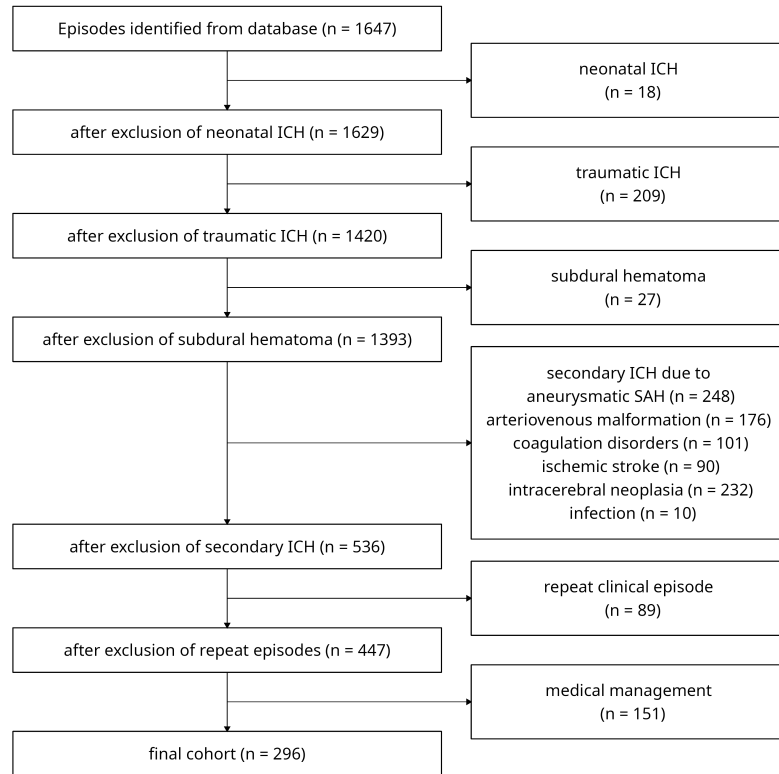 Episodes identified from database (n = 1647)
neonatal ICH
(n = 18)
after exclusion of neonatal ICH (n = 1629)
traumatic ICH
(n = 209)
after exclusion of traumatic ICH (n = 1420)
subdural hematoma
(n = 27)
after exclusion of subdural hematoma (n = 1393)
secondary ICH due to
aneurysmatic SAH (n = 248)
arteriovenous malformation (n = 176)
coagulation disorders (n = 101)
ischemic stroke (n = 90)
intracerebral neoplasia (n = 232)
infection (n = 10)
after exclusion of secondary ICH (n = 536)
repeat clinical episode
(n = 89)
after exclusion of repeat episodes (n = 447)
medical management
(n = 151)
final cohort (n = 296)